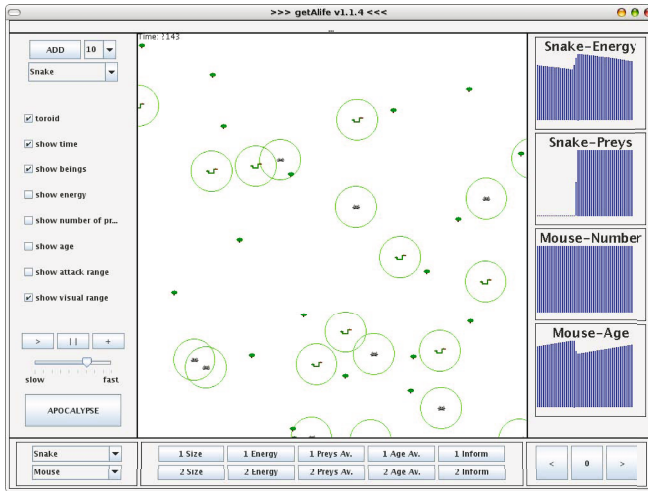 >>> getAlife v1.1.4 <<<
ADD 10
Snake
toroid
show time
show beings
show energy
show number of pr...
show age
show attack range
show visual range
> || +
slow fast
APOCALYPSE
Time: ?143
Snake-Energy
Snake-Preys
Mouse-Number
Mouse-Age
Snake
Mouse
1 Size 1 Energy 1 Preys Av. 1 Age Av. 1 Inform
2 Size 2 Energy 2 Preys Av. 2 Age Av. 2 Inform
< 0 >